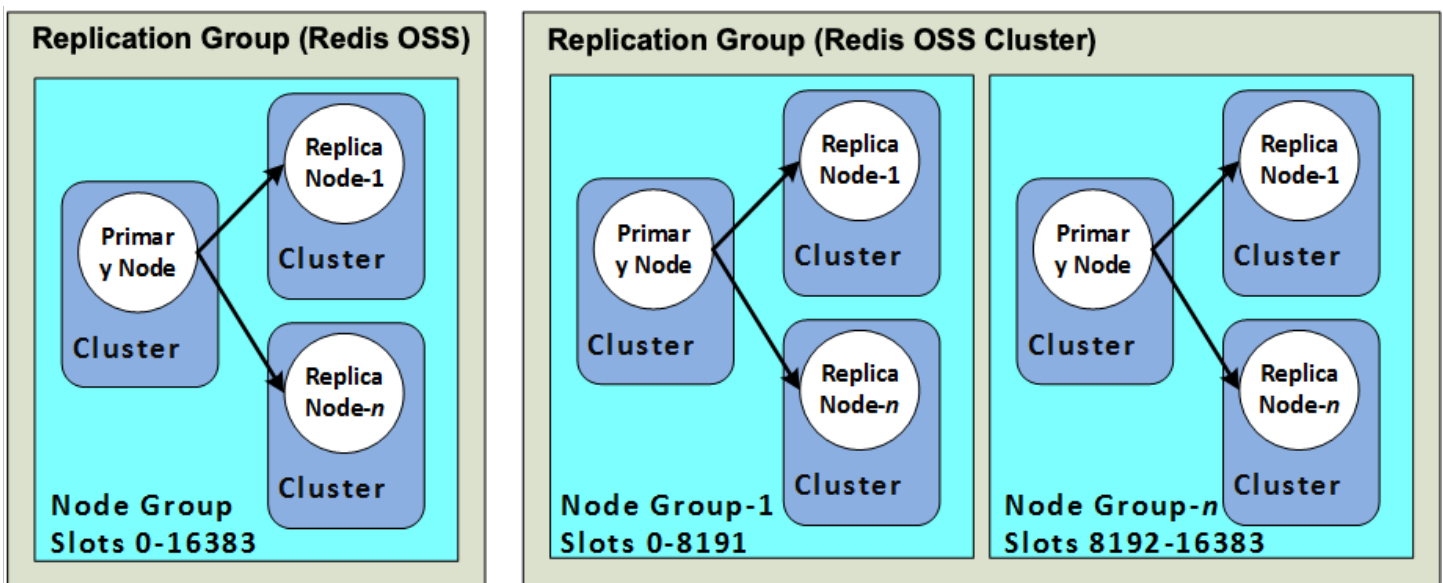 Replication Group (Redis OSS)
Replica
Node-1
Cluster
Primar
y Node
Cluster
Replica
Node-n
Cluster
Node Group
Slots 0-16383
Replication Group (Redis OSS Cluster)
Replica
Node-1
Cluster
Primar
y Node
Cluster
Replica
Node-n
Cluster
Node Group-1
Slots 0-8191
Replica
Node-1
Cluster
Primar
y Node
Cluster
Replica
Node-n
Cluster
Node Group-n
Slots 8192-16383